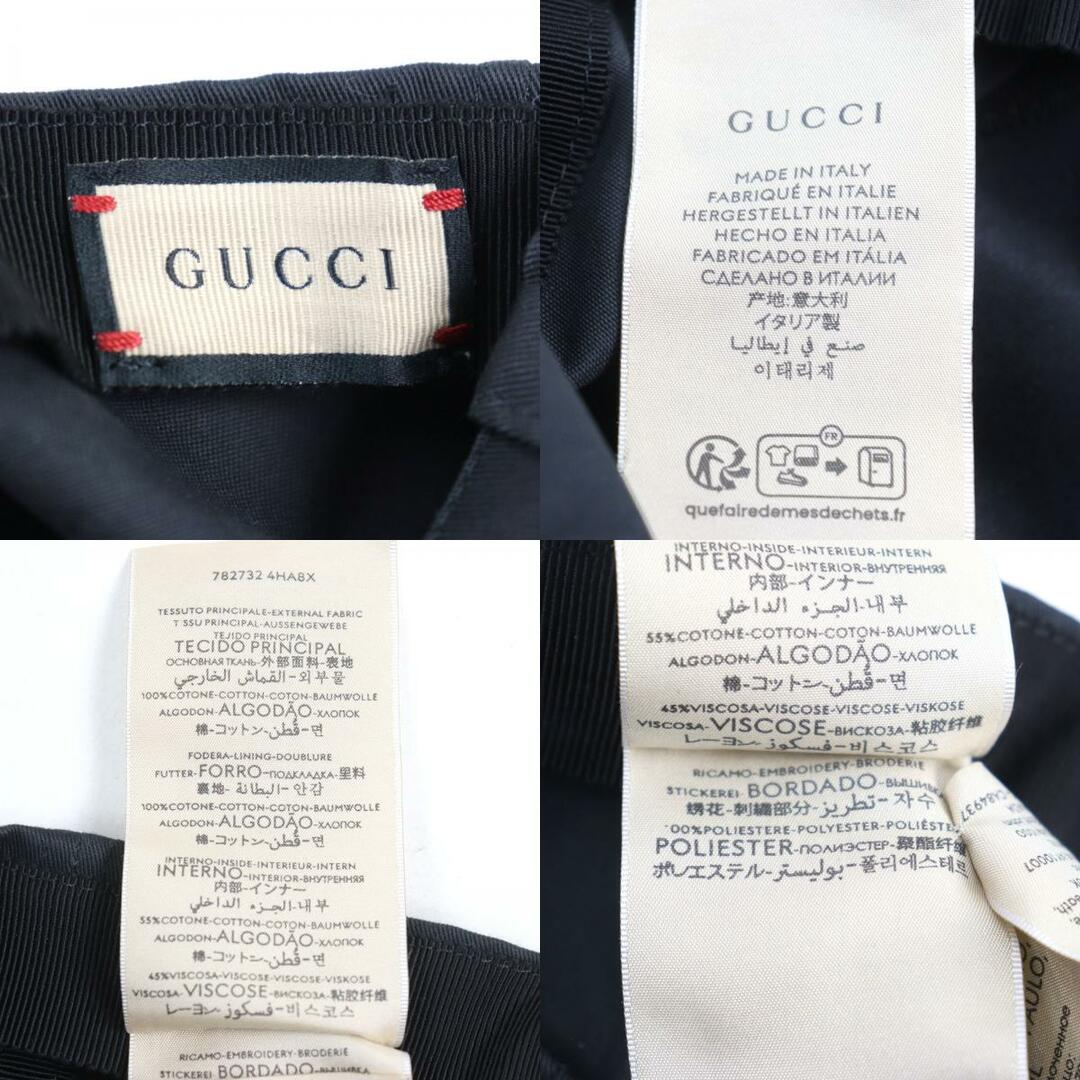 GUCCI
GUCCI
MADE IN ITALY
FABRIQUÉ EN ITALIE
HERGESTELLT IN ITALIEN
HECHO EN ITALIA
FABRICADO EM ITÁLIA
СДЕЛАНО В ИТАЛИИ
产地:意大利
イタリア製
صنع في إيطاليا
이태리제
FR
quefairedemesdechets.fr
782732 4HA8X
TESSUTO PRINCIPALE-EXTERNAL FABRIC
T SSU PRINCIPAL-AUSSENGEWEBE
TEJIDO PRINCIPAL
TECIDO PRINCIPAL
ОСНОВНАЯ ТКАНЬ-外部面料-表地
القماش الخارجي-외부물
100%COTONE-COTTON-COTON-BAUMWOLLE
ALGODON-ALGODÃO-ХЛОПОК
棉-コットン-قطن-면
FODERA-LINING-DOUBLURE
FUTTER-FORRO-ПОДКЛАДКА-里料
裏地-البطانة-안감
100%COTONE-COTTON-COTON-BAUMWOLLE
ALGODON-ALGODÃO-ХЛОПОК
棉-コットン-قطن-면
INTERNO-INSIDE-INTERIEUR-INTERN
INTERNO-INTERIOR-ВНУТРЕННЯЯ
内部-インナー
الجزء الداخلي-내부
55%COTONE-COTTON-COTON-BAUMWOLLE
ALGODON-ALGODÃO-ХЛОПОК
棉-コットン-قطن-면
45%VISCOSA-VISCOSE-VISCOSE-VISKOSE
VISCOSA-VISCOSE-ВИСКОЗА-粘胶纤维
レーヨン-فسكوز-비스코스
RICAMO-EMBROIDERY-BRODERIE
STICKEREI BORDADO-ВЫШИВКА
INTERNO-INSIDE-INTERIEUR-INTERN
INTERNO-INTERIOR-ВНУТРЕННЯЯ
内部-インナー
الجزء الداخلي-내부
55%COTONE-COTTON-COTON-BAUMWOLLE
ALGODON-ALGODÃO-ХЛОПОК
棉-コットン-قطن-면
45%VISCOSA-VISCOSE-VISCOSE-VISKOSE
VISCOSA-VISCOSE-ВИСКОЗА-粘胶纤维
レーヨン-فسكوز-비스코스
RICAMO-EMBROIDERY-BRODERIE
STICKEREI BORDADO-ВЫШИВК
绣花-刺繡部分-تطريز-자수
00%POLIESTERE-POLYESTER-POLYÉSTE
POLIESTER-ПОЛИЭСТЕР-聚酯纤维
ポリエステル-بوليستر-폴리에스테르
CA84937